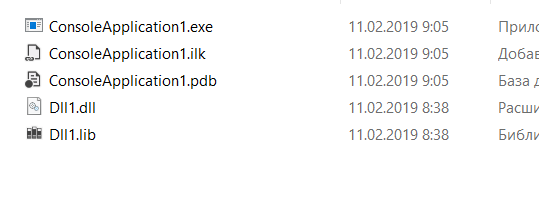 ConsoleApplication1.exe 11.02.2019 9:05 Прило
ConsoleApplication1.ilk 11.02.2019 9:05 Добав
ConsoleApplication1.pdb 11.02.2019 9:05 База д
Dll1.dll 11.02.2019 8:38 Расши
Dll1.lib 11.02.2019 8:38 Библи